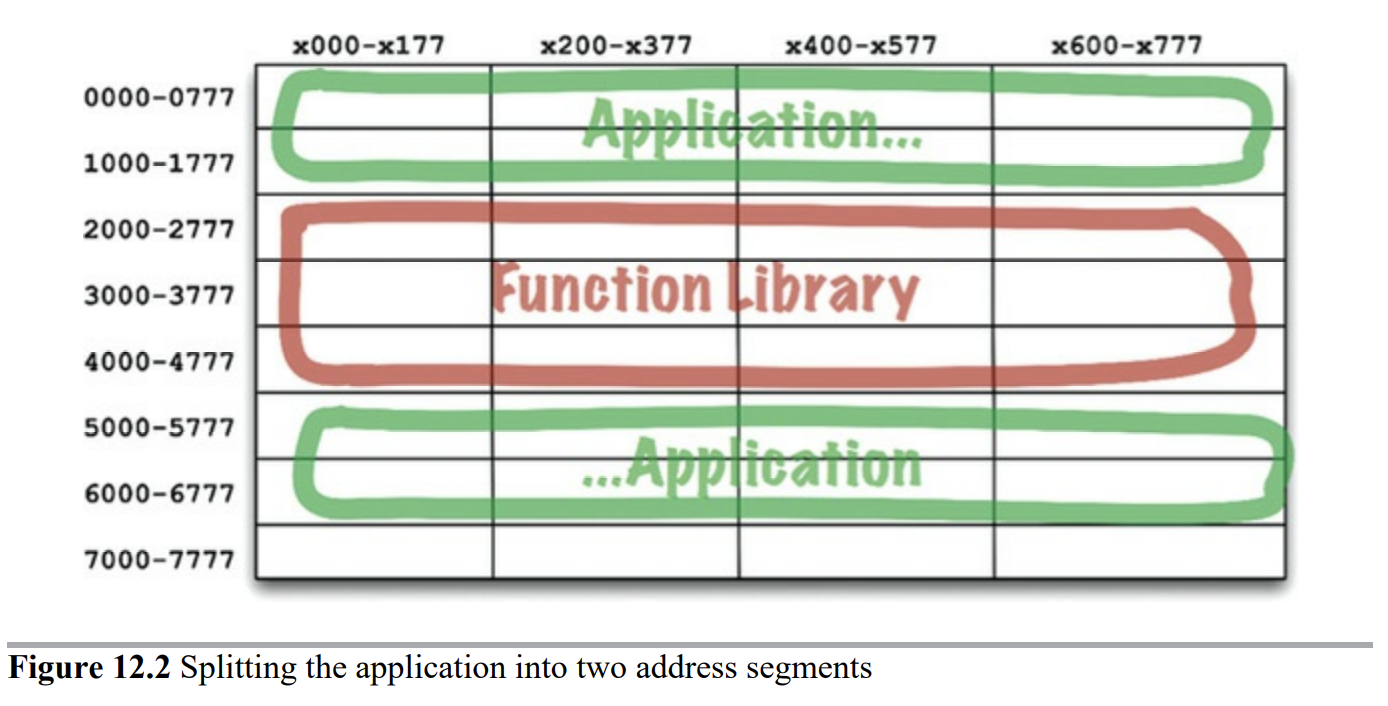 x000-x177 x200-x377 x400-x577 x600-x777
0000-0777
Application...
1000-1777
2000-2777
3000-3777 Function Library
4000-4777
5000-5777
...Application
6000-6777
7000-7777
Figure 12.2 Splitting the application into two address segments